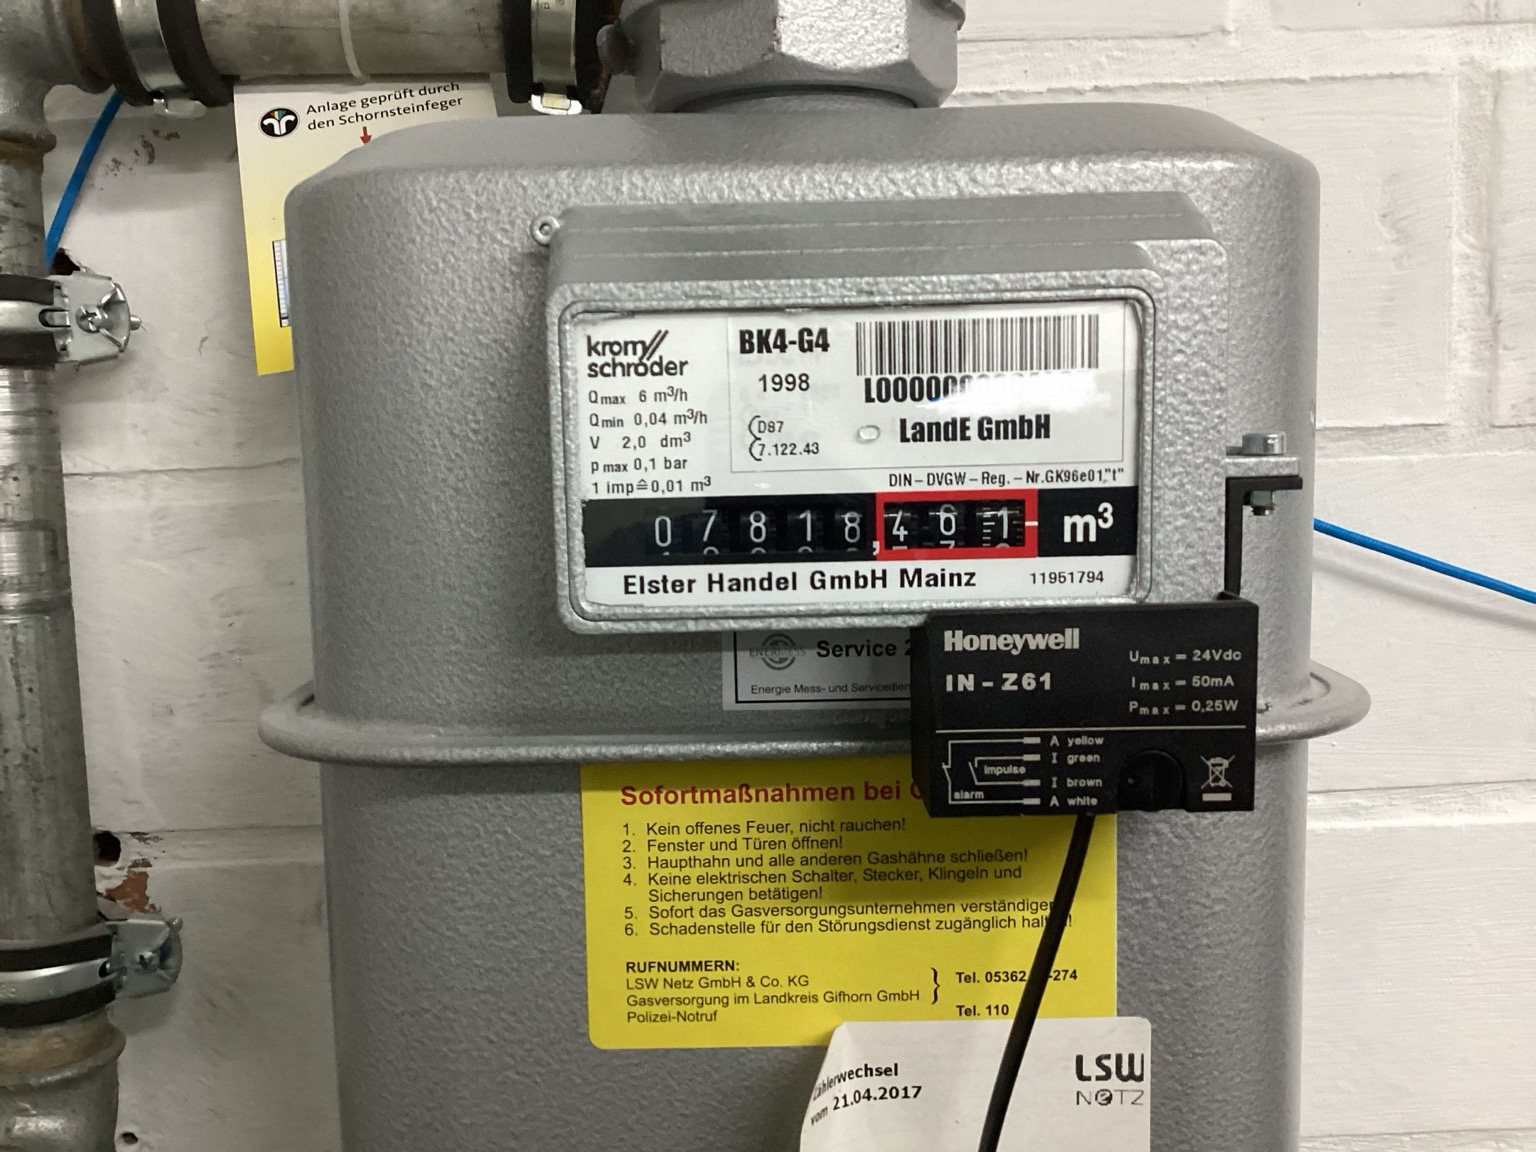 Anlage geprüft durch
den Schornsteinfeger
krom//
schröder
Qmax 6 m³/h
Qmin 0,04 m³/h
V 2,0 dm³
pmax 0,1 bar
1 imp≙0,01 m³
BK4-G4
1998
D87
7.122.43
LandE GmbH
DIN-DVGW-Reg.-Nr.GK96e01"t"
07818,461 m³
Elster Handel GmbH Mainz 11951794
Service
Energie Mess- und
Honeywell
IN-Z61
Umax = 24Vdc
Imax = 50mA
Pmax = 0,25W
A yellow
I green
impulse
I brown
alarm
A white
Sofortmaßnahmen bei
1. Kein offenes Feuer, nicht rauchen!
2. Fenster und Türen öffnen!
3. Haupthahn und alle anderen Gashähne schließen!
4. Keine elektrischen Schalter, Stecker, Klingeln und
Sicherungen betätigen!
5. Sofort das Gasversorgungsunternehmen
6. Schadenstelle für den Störungsdienst zugänglich
RUFNUMMERN:
LSW Netz GmbH & Co. KG
Gasversorgung im Landkreis Gifhorn GmbH
Polizei-Notruf
Tel. 05362 -274
Tel. 110
vom 21.04.2017
LSW
NETZ